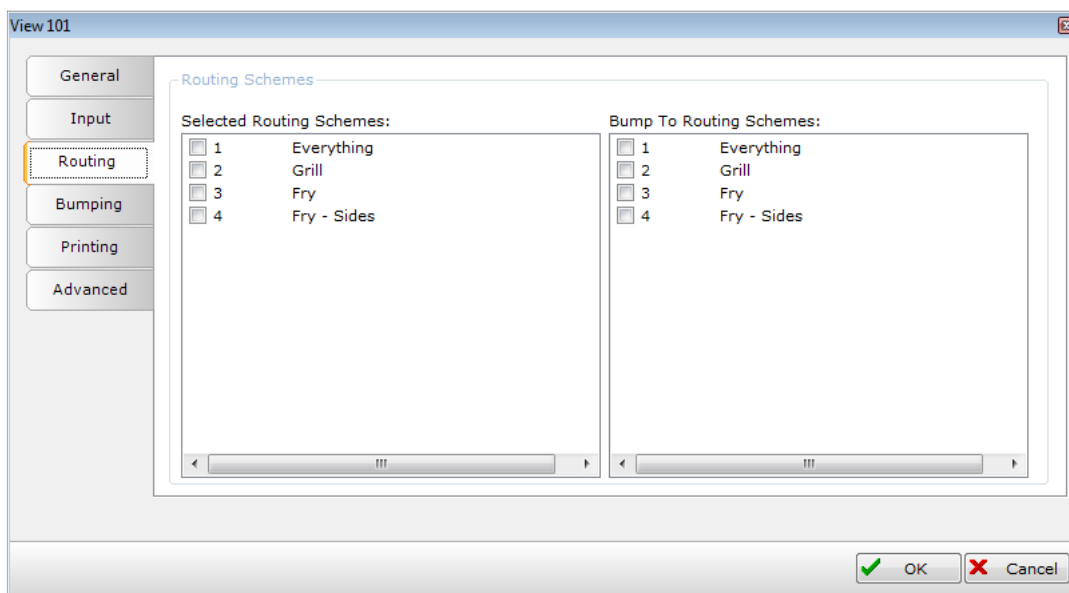 View 101
General
Input
Routing
Bumping
Printing
Advanced
Routing Schemes
Selected Routing Schemes:
1 Everything
2 Grill
3 Fry
4 Fry - Sides
Bump To Routing Schemes:
1 Everything
2 Grill
3 Fry
4 Fry - Sides
OK
Cancel